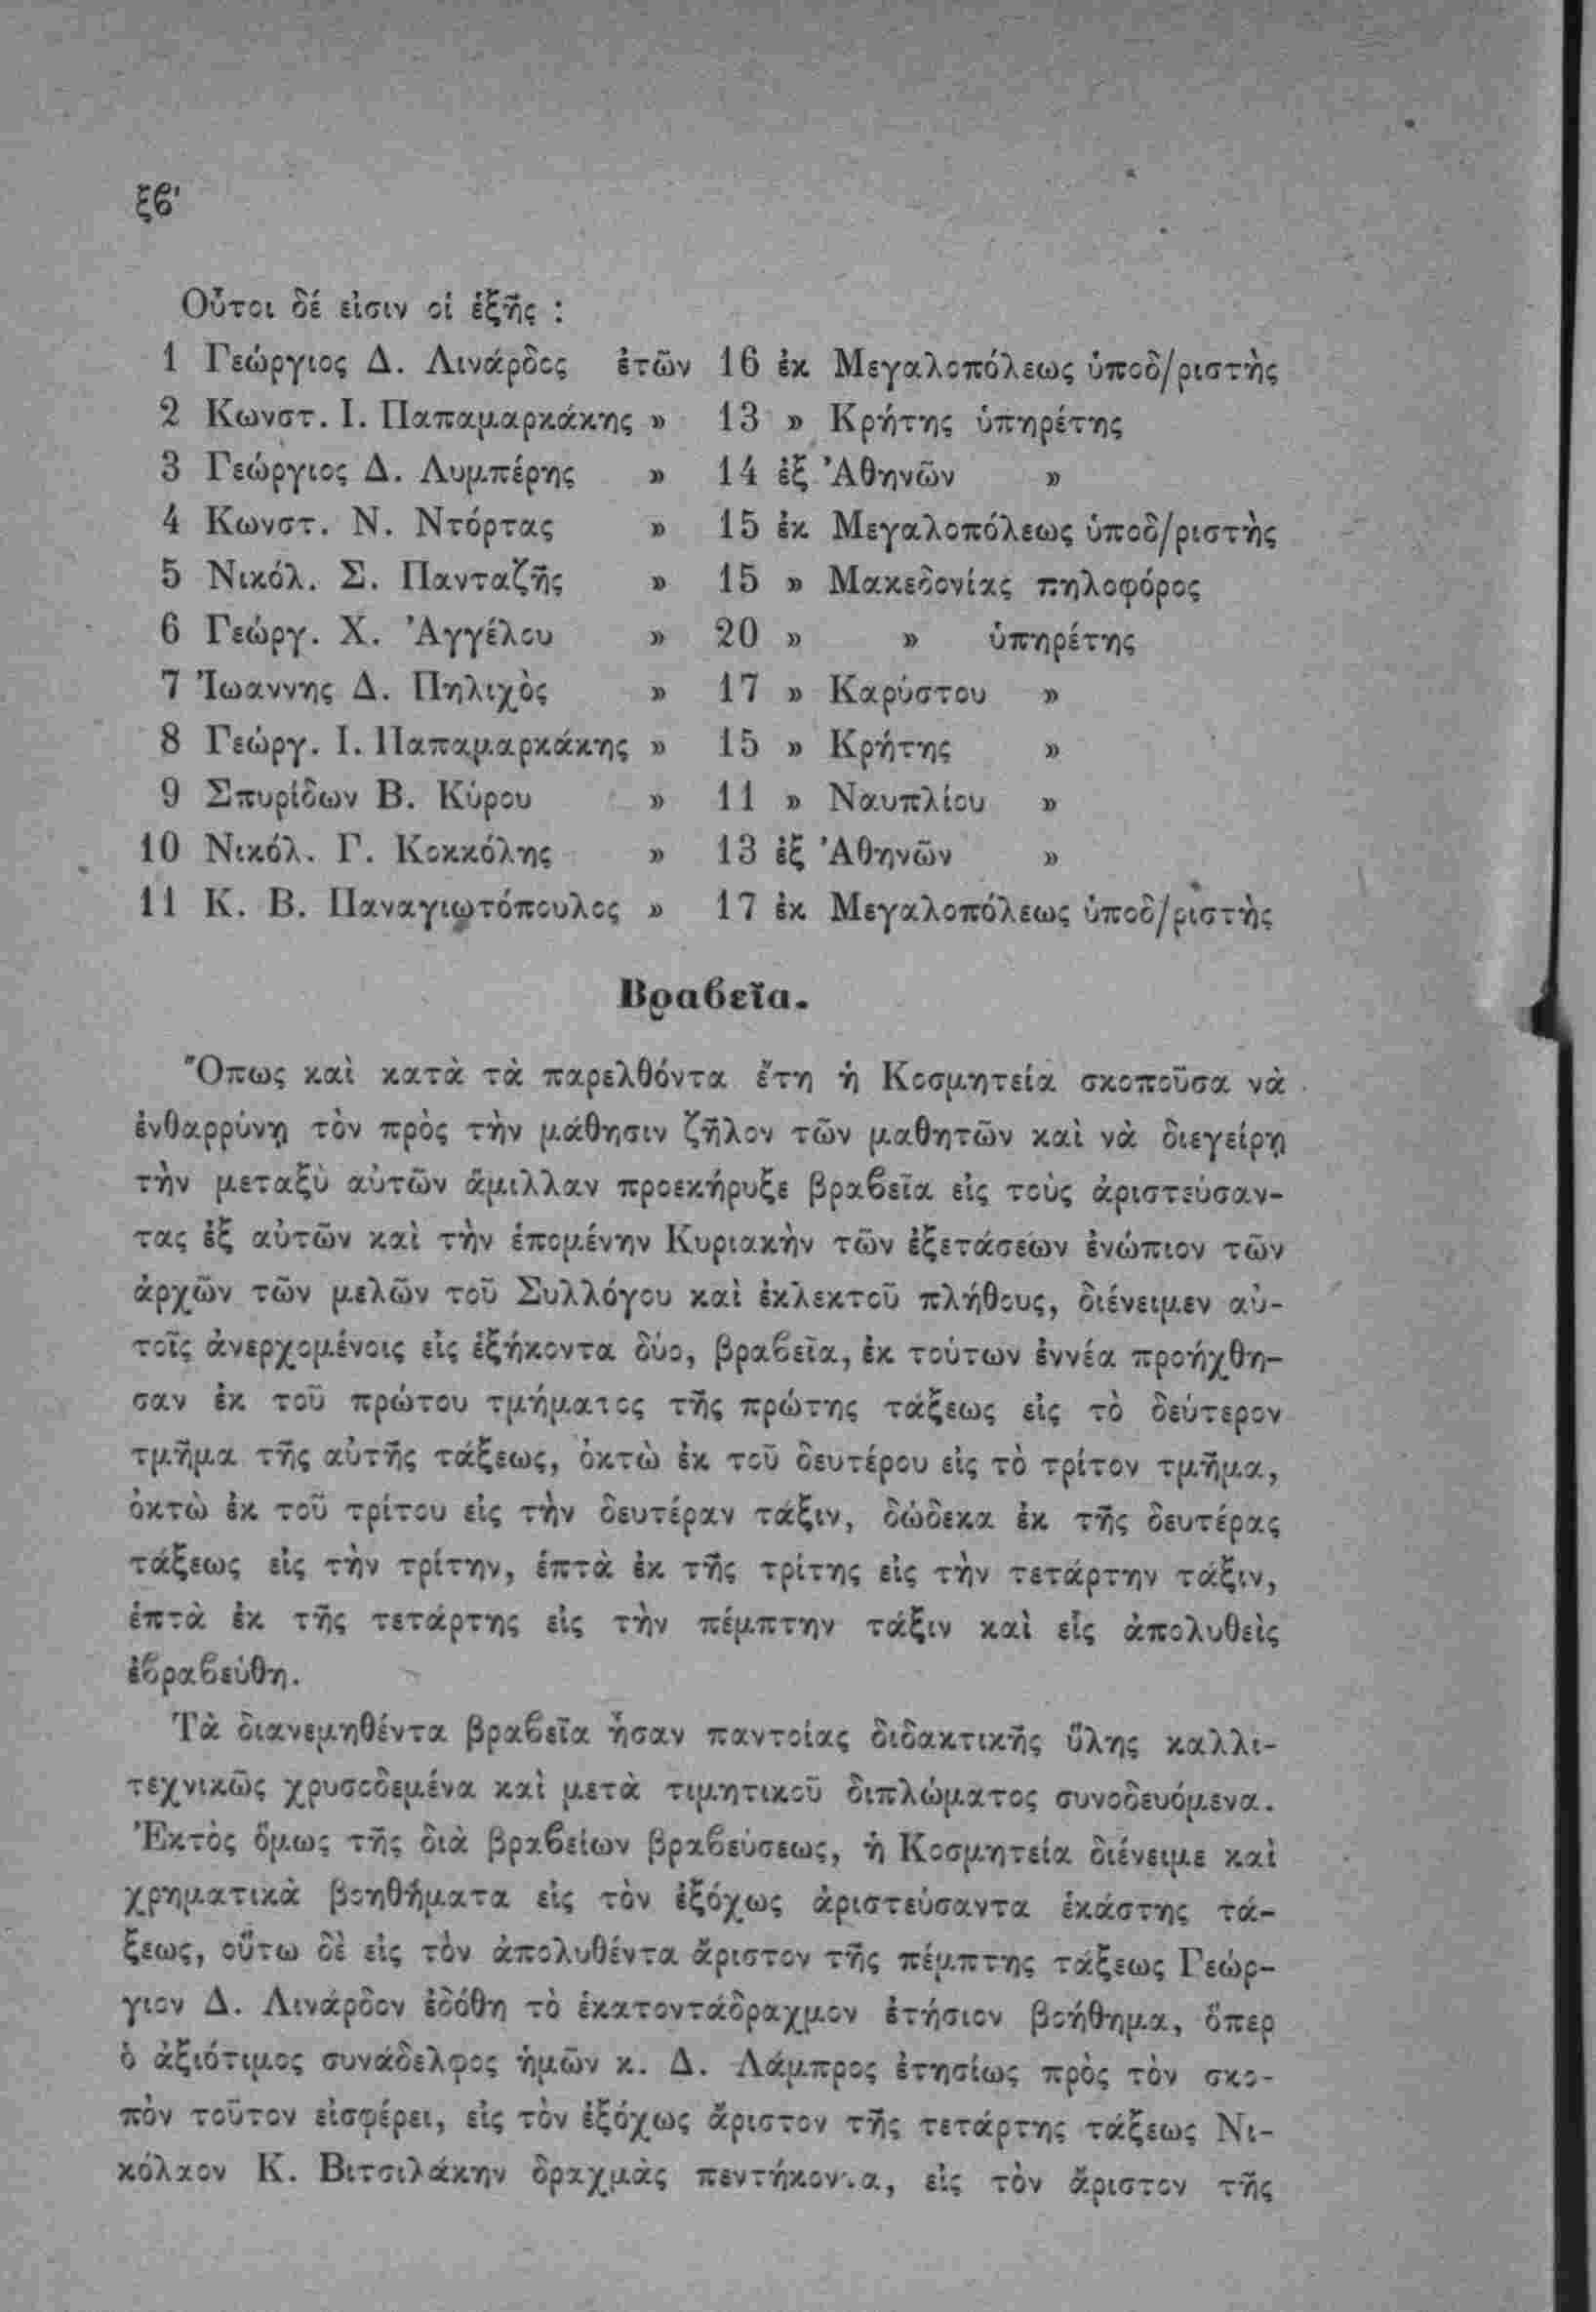 ξϐ'
Οὗτοι δέ εἰσιν οἱ ἑξῆς :
1 Γεώργιος Δ. Λινάρδος ἐτῶν 16 ἐκ Μεγαλοπόλεως ὑποδ/ριστὴς
2 Κωνστ. Ι. Παπαμαρκάκης » 13 » Κρήτης ὑπηρέτης
3 Γεώργιος Δ. Λυμπέρης » 14 ἐξ Ἀθηνῶν »
4 Κωνστ. Ν. Ντόρτας » 15 ἐκ Μεγαλοπόλεως ὑποδ/ριστὴς
5 Νικόλ. Σ. Πανταζῆς » 15 » Μακεδονίας πηλοφόρος
6 Γεώργ. Χ. Ἀγγέλου » 20 » » ὑπηρέτης
7 Ἰωαννης Δ. Πηλιχὸς » 17 » Καρύστου »
8 Γεώργ. Ι. Παπαμαρκάκης » 15 » Κρήτης »
9 Σπυρίδων Β. Κύρου » 11 » Ναυπλίου »
10 Νικόλ. Γ. Κοκκόλης » 13 ἐξ Ἀθηνῶν »
11 Κ. Β. Παναγιωτόπουλος » 17 ἐκ Μεγαλοπόλεως ὑποδ/ριστὴς
Βραϐεῖα.
Ὅπως καὶ κατὰ τὰ παρελθόντα ἔτη ἡ Κοσμητεία σκοποῦσα νὰ
ἐνθαρρύνῃ τὸν πρὸς τὴν μάθησιν ζῆλον τῶν μαθητῶν καὶ νὰ διεγείρῃ
τὴν μεταξὺ αὐτῶν ἅμιλλαν προεκήρυξε βραϐεῖα εἰς τοὺς ἀριστεύσαν-
τας ἐξ αὐτῶν καὶ τὴν ἑπομένην Κυριακὴν τῶν ἐξετάσεων ἐνώπιον τῶν
ἀρχῶν τῶν μελῶν τοῦ Συλλόγου καὶ ἐκλεκτοῦ πλήθους, διένειμεν αὐ-
τοῖς ἀνερχομένοις εἰς ἑξήκοντα δύο, βραϐεῖα, ἐκ τούτων ἐννέα προήχθη-
σαν ἐκ τοῦ πρώτου τμήματος τῆς πρώτης τάξεως εἰς τὸ δεύτερον
τμῆμα τῆς αὐτῆς τάξεως, ὀκτὼ ἐκ τοῦ δευτέρου εἰς τὸ τρίτον τμῆμα,
ὀκτὼ ἐκ τοῦ τρίτου εἰς τὴν δευτέραν τάξιν, δώδεκα ἐκ τῆς δευτέρας
τάξεως εἰς τὴν τρίτην, ἑπτὰ ἐκ τῆς τρίτης εἰς τὴν τετάρτην τάξιν,
ἑπτὰ ἐκ τῆς τετάρτης εἰς τὴν πέμπτην τάξιν καὶ εἷς ἀπολυθεὶς
ἐϐραϐεύθη.
Τὰ διανεμηθέντα βραϐεῖα ἦσαν παντοίας διδακτικῆς ὕλης καλλι-
τεχνικῶς χρυσοδεμένα καὶ μετὰ τιμητικοῦ διπλώματος συνοδευόμενα.
Ἐκτὸς ὅμως τῆς διὰ βραϐείων βραϐεύσεως, ἡ Κοσμητεία διένειμε καὶ
χρηματικὰ βοηθήματα εἰς τὸν ἐξόχως ἀριστεύσαντα ἑκάστης τά-
ξεως, οὕτω δὲ εἰς τὸν ἀπολυθέντα ἄριστον τῆς πέμπτης τάξεως Γεώρ-
γιον Δ. Λινάρδον ἐδόθη τὸ ἑκατοντάδραχμον ἐτήσιον βοήθημα, ὅπερ
ὁ ἀξιότιμος συνάδελφος ἡμῶν κ. Δ. Λάμπρος ἐτησίως πρὸς τὸν σκο-
πὸν τοῦτον εἰσφέρει, εἰς τὸν ἐξόχως ἄριστον τῆς τετάρτης τάξεως Νι-
κόλαον Κ. Βιτσιλάκην δραχμὰς πεντήκοντα, εἰς τὸν ἄριστον τῆς